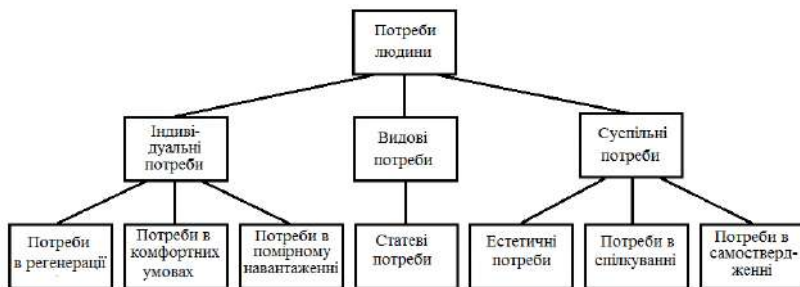 Потреби
людини
Індиві-
дуальні
потреби
Видові
потреби
Суспільні
потреби
Потреби
в регенерації
Потреби в
комфортних
умовах
Потреби в
помірному
навантаженні
Статеві
потреби
Естетичні
потреби
Потреби в
спілкуванні
Потреби в
самостверд-
женні